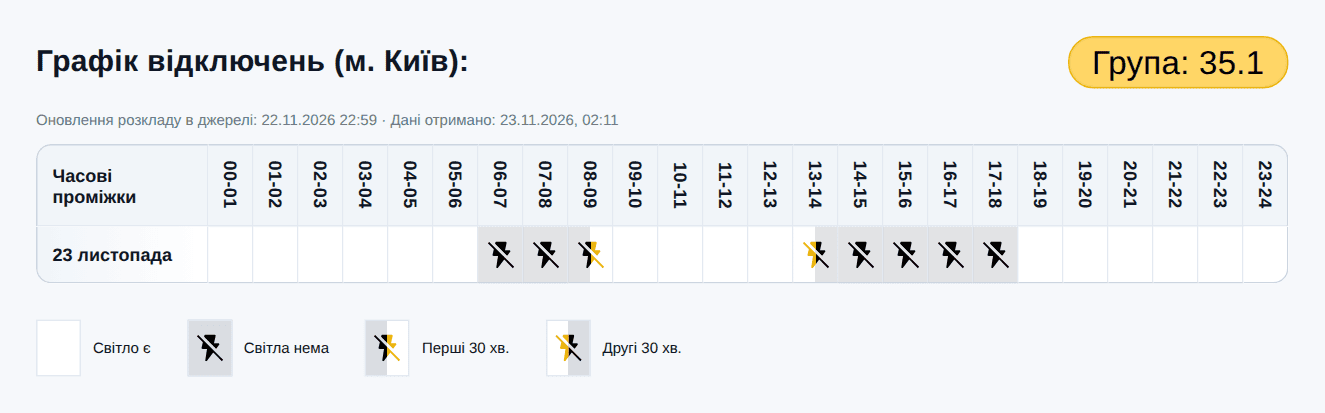 Графік відключень (м. Київ):
Група: 35.1
Оновлення розкладу в джерелі: 22.11.2026 22:59 · Дані отримано: 23.11.2026, 02:11
Часові
проміжки
00-01
01-02
02-03
03-04
04-05
05-06
06-07
07-08
08-09
09-10
10-11
11-12
12-13
13-14
14-15
15-16
16-17
17-18
18-19
19-20
20-21
21-22
22-23
23-24
23 листопада
Світло є
Світла нема
Перші 30 хв.
Другі 30 хв.